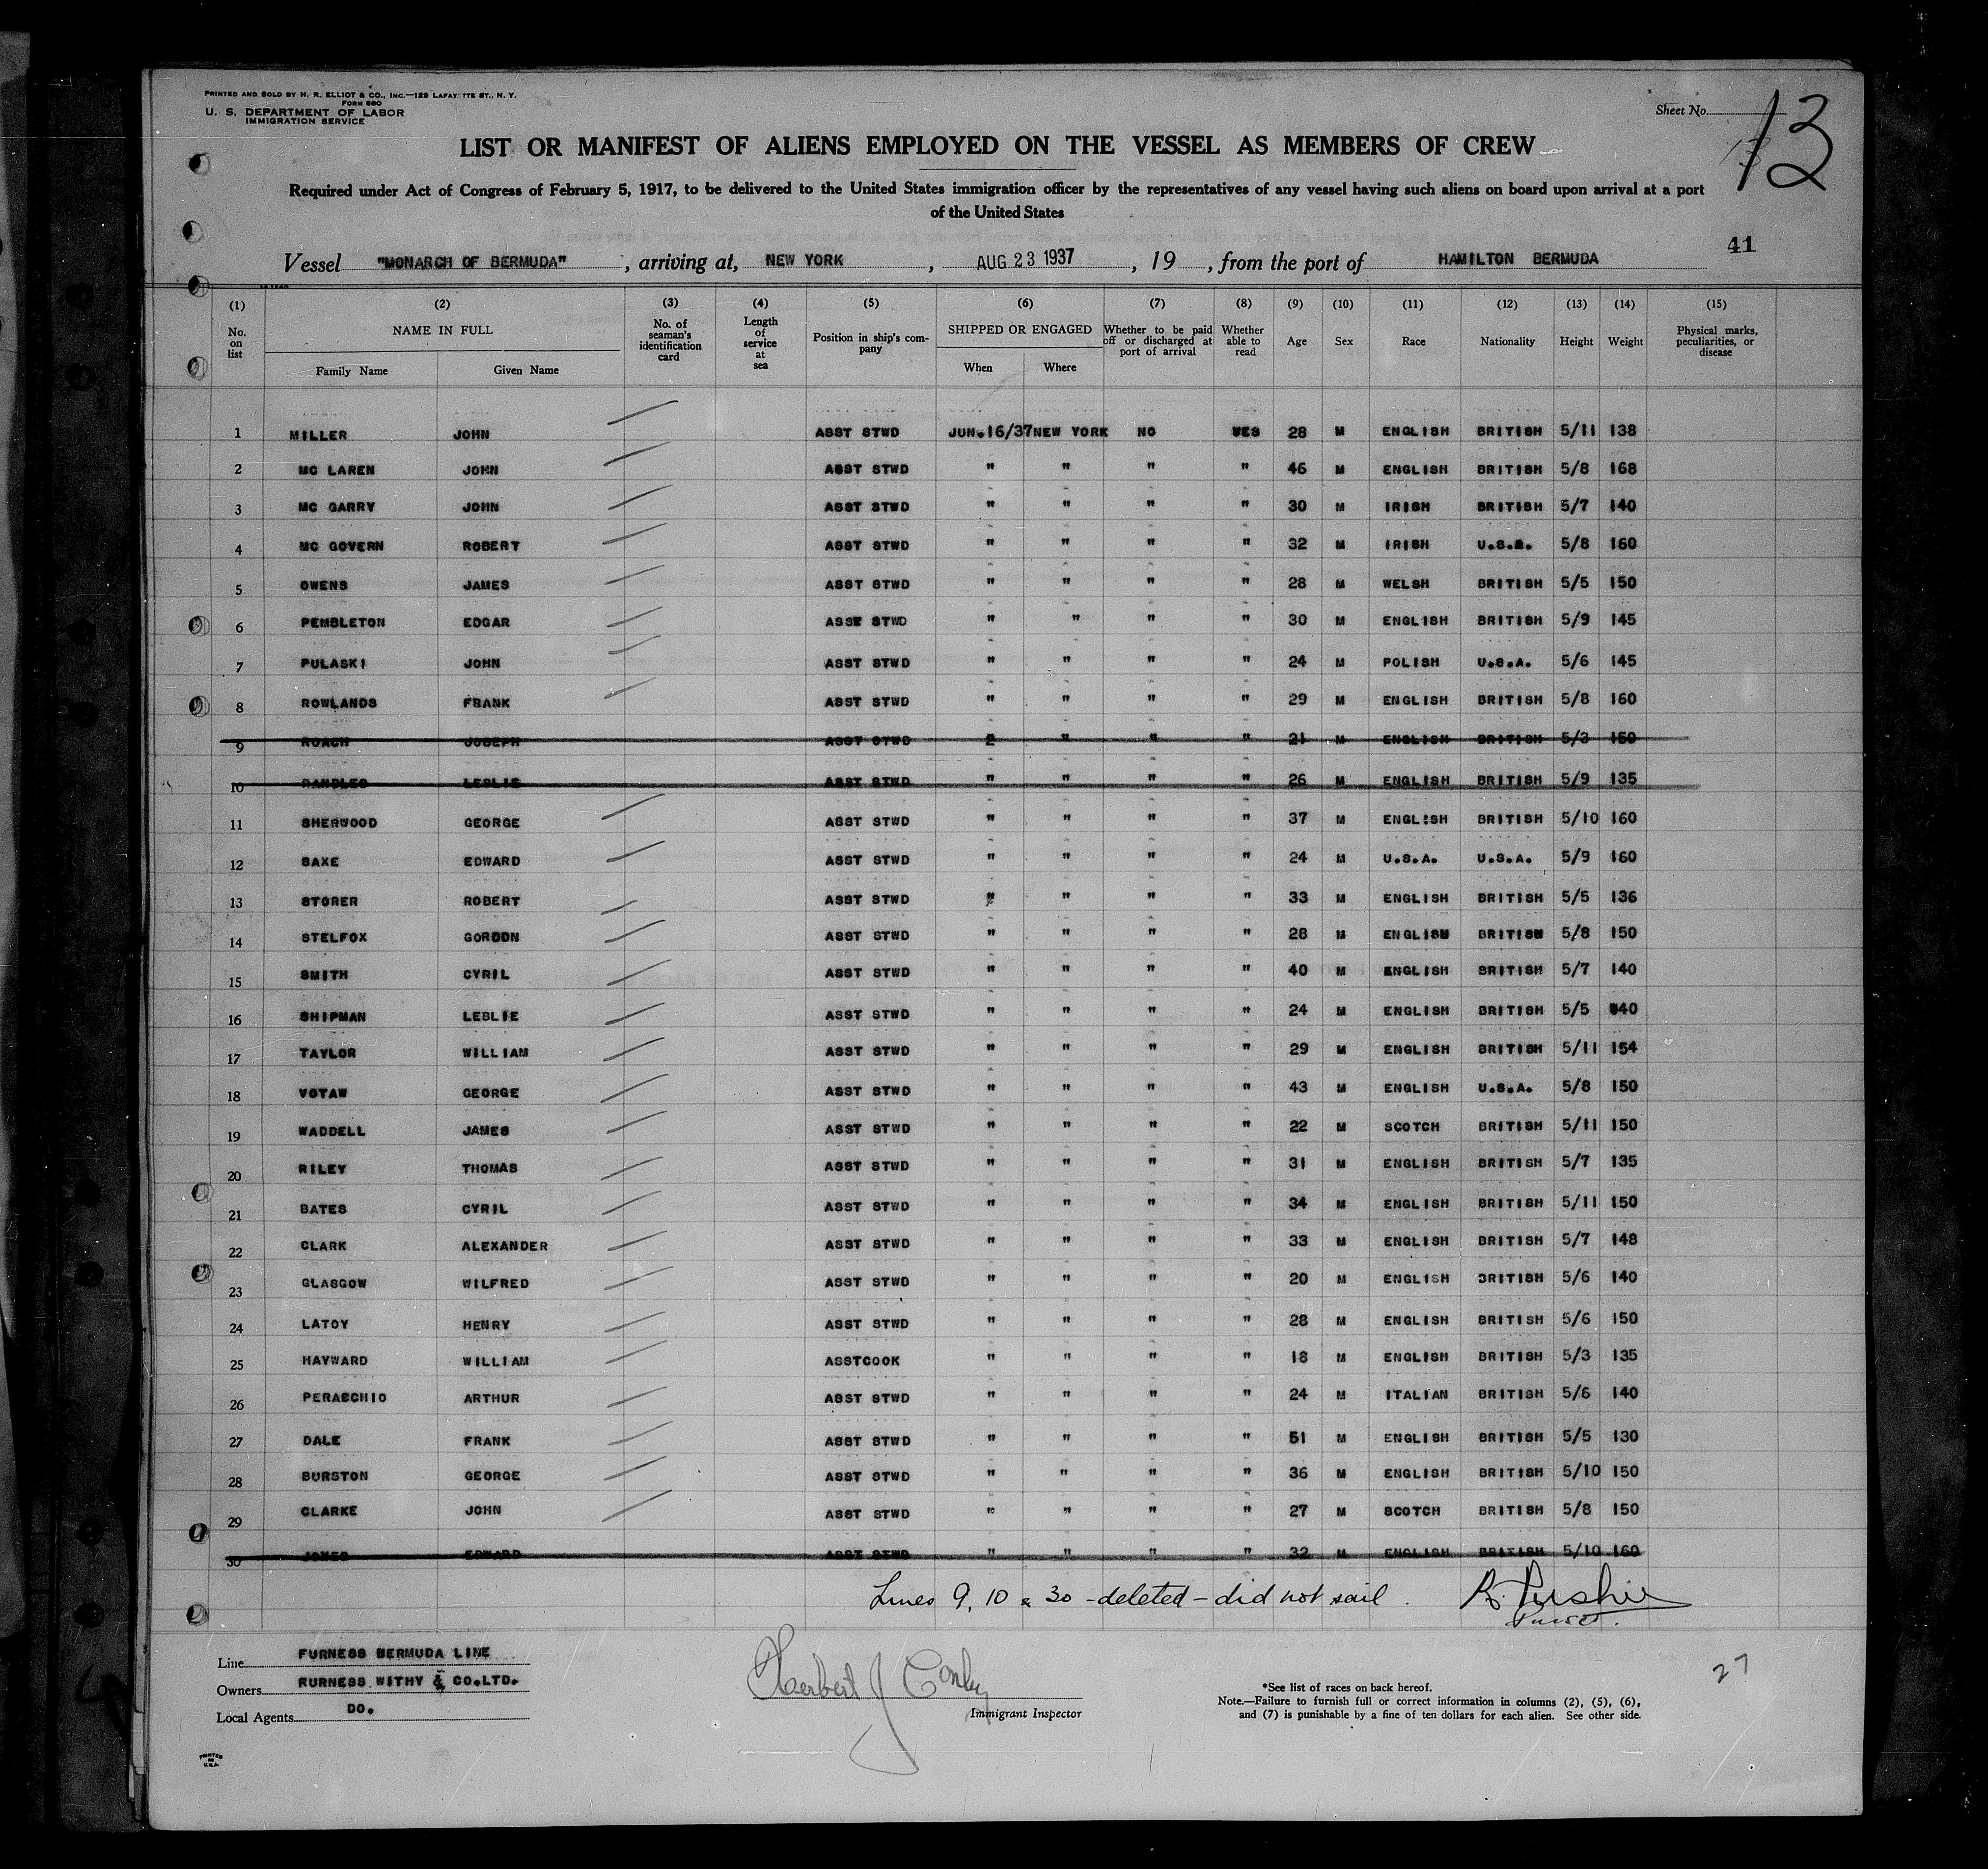 PRINTED AND SOLD BY H. R. ELLIOT & CO., INC.—129 LAFAY TTE ST., N. Y.
FORM 680
U. S. DEPARTMENT OF LABOR
IMMIGRATION SERVICE
Sheet No. 13
13
LIST OR MANIFEST OF ALIENS EMPLOYED ON THE VESSEL AS MEMBERS OF CREW
Required under Act of Congress of February 5, 1917, to be delivered to the United States immigration officer by the representatives of any vessel having such aliens on board upon arrival at a port
of the United States
41
Vessel "MONARCH OF BERMUDA", arriving at, NEW YORK, AUG 23 1937, 19 , from the port of HAMILTON BERMUDA
(1) (2) (3) (4) (5) (6) (7) (8) (9) (10) (11) (12) (13) (14) (15)
No. on list NAME IN FULL Family Name Given Name No. of seaman's identification card Length of service at sea Position in ship's company SHIPPED OR ENGAGED When Where Whether to be paid off or discharged at port of arrival Whether able to read Age Sex Race Nationality Height Weight Physical marks, peculiarities, or disease
1 MILLER JOHN ASST STWD JUN.16/37 NEW YORK NO YES 28 M ENGLISH BRITISH 5/11 138
2 MC LAREN JOHN ASST STWD " " " " 46 M ENGLISH BRITISH 5/8 168
3 MC GARRY JOHN ASST STWD " " " " 30 M IRISH BRITISH 5/7 140
4 MC GOVERN ROBERT ASST STWD " " " " 32 M IRISH U.S.A. 5/8 160
5 OWENS JAMES ASST STWD " " " " 28 M WELSH BRITISH 5/5 150
6 PEMBLETON EDGAR ASST STWD " " " " 30 M ENGLISH BRITISH 5/9 145
7 PULASKI JOHN ASST STWD " " " " 24 M POLISH U.S.A. 5/6 145
8 ROWLANDS FRANK ASST STWD " " " " 29 M ENGLISH BRITISH 5/8 160
9 ROACH JOSEPH ASST STWD " " " " 21 M ENGLISH BRITISH 5/3 150
10 RANDLES LESLIE ASST STWD " " " " 26 M ENGLISH BRITISH 5/9 135
11 SHERWOOD GEORGE ASST STWD " " " " 37 M ENGLISH BRITISH 5/10 160
12 SAXE EDWARD ASST STWD " " " " 24 M U.S.A. U.S.A. 5/9 160
13 STORER ROBERT ASST STWD " " " " 33 M ENGLISH BRITISH 5/5 136
14 STELFOX GORDON ASST STWD " " " " 28 M ENGLISH BRITISH 5/8 150
15 SMITH CYRIL ASST STWD " " " " 40 M ENGLISH BRITISH 5/7 140
16 SHIPMAN LESLIE ASST STWD " " " " 24 M ENGLISH BRITISH 5/5 140
17 TAYLOR WILLIAM ASST STWD " " " " 29 M ENGLISH BRITISH 5/11 154
18 VOTAW GEORGE ASST STWD " " " " 43 M ENGLISH U.S.A. 5/8 150
19 WADDELL JAMES ASST STWD " " " " 22 M SCOTCH BRITISH 5/11 150
20 RILEY THOMAS ASST STWD " " " " 31 M ENGLISH BRITISH 5/7 135
21 BATES CYRIL ASST STWD " " " " 34 M ENGLISH BRITISH 5/11 150
22 CLARK ALEXANDER ASST STWD " " " " 33 M ENGLISH BRITISH 5/7 148
23 GLASGOW WILFRED ASST STWD " " " " 20 M ENGLISH BRITISH 5/6 140
24 LATOY HENRY ASST STWD " " " " 28 M ENGLISH BRITISH 5/6 150
25 HAYWARD WILLIAM ASSTCOOK " " " " 18 M ENGLISH BRITISH 5/3 135
26 PERACCHIO ARTHUR ASST STWD " " " " 24 M ITALIAN BRITISH 5/6 140
27 DALE FRANK ASST STWD " " " " 51 M ENGLISH BRITISH 5/5 130
28 BURSTON GEORGE ASST STWD " " " " 36 M ENGLISH BRITISH 5/10 150
29 CLARKE JOHN ASST STWD " " " " 27 M SCOTCH BRITISH 5/8 150
30 JONES EDWARD ASST STWD " " " " 32 M ENGLISH BRITISH 5/10 160
Lines 9, 10 & 30 - deleted - did not sail.
Purser.
Line FURNESS BERMUDA LINE
Owners RURNESS WITHY & CO.LTD.
Local Agents DO.
Herbert J Conley
Immigrant Inspector
*See list of races on back hereof.
Note.—Failure to furnish full or correct information in columns (2), (5), (6),
and (7) is punishable by a fine of ten dollars for each alien. See other side.
27
PRINTED
IN
U.S.A.